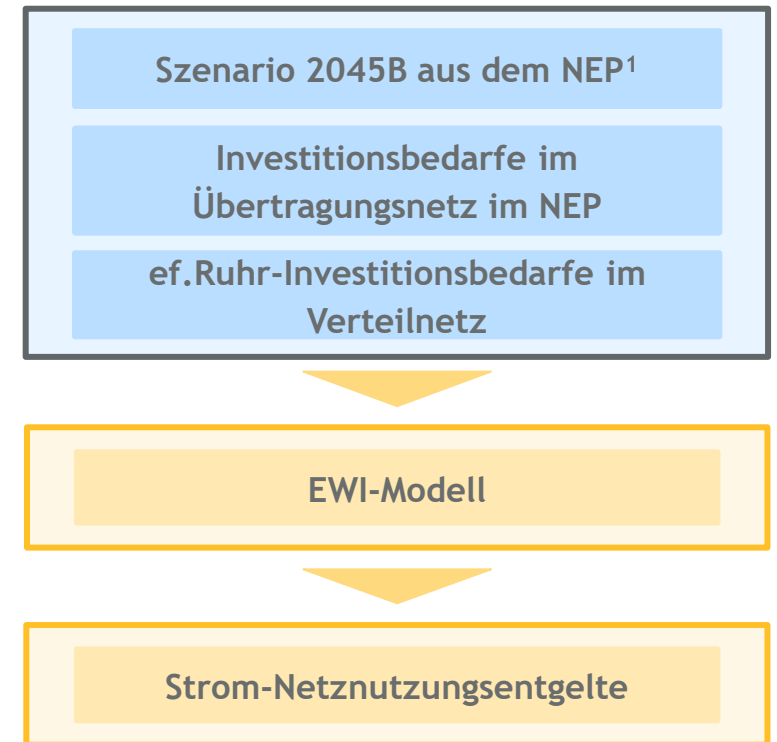 Szenario 2045B aus dem NEP¹
Investitionsbedarfe im
Übertragungsnetz im NEP
ef.Ruhr-Investitionsbedarfe im
Verteilnetz
EWI-Modell
Strom-Netznutzungsentgelte